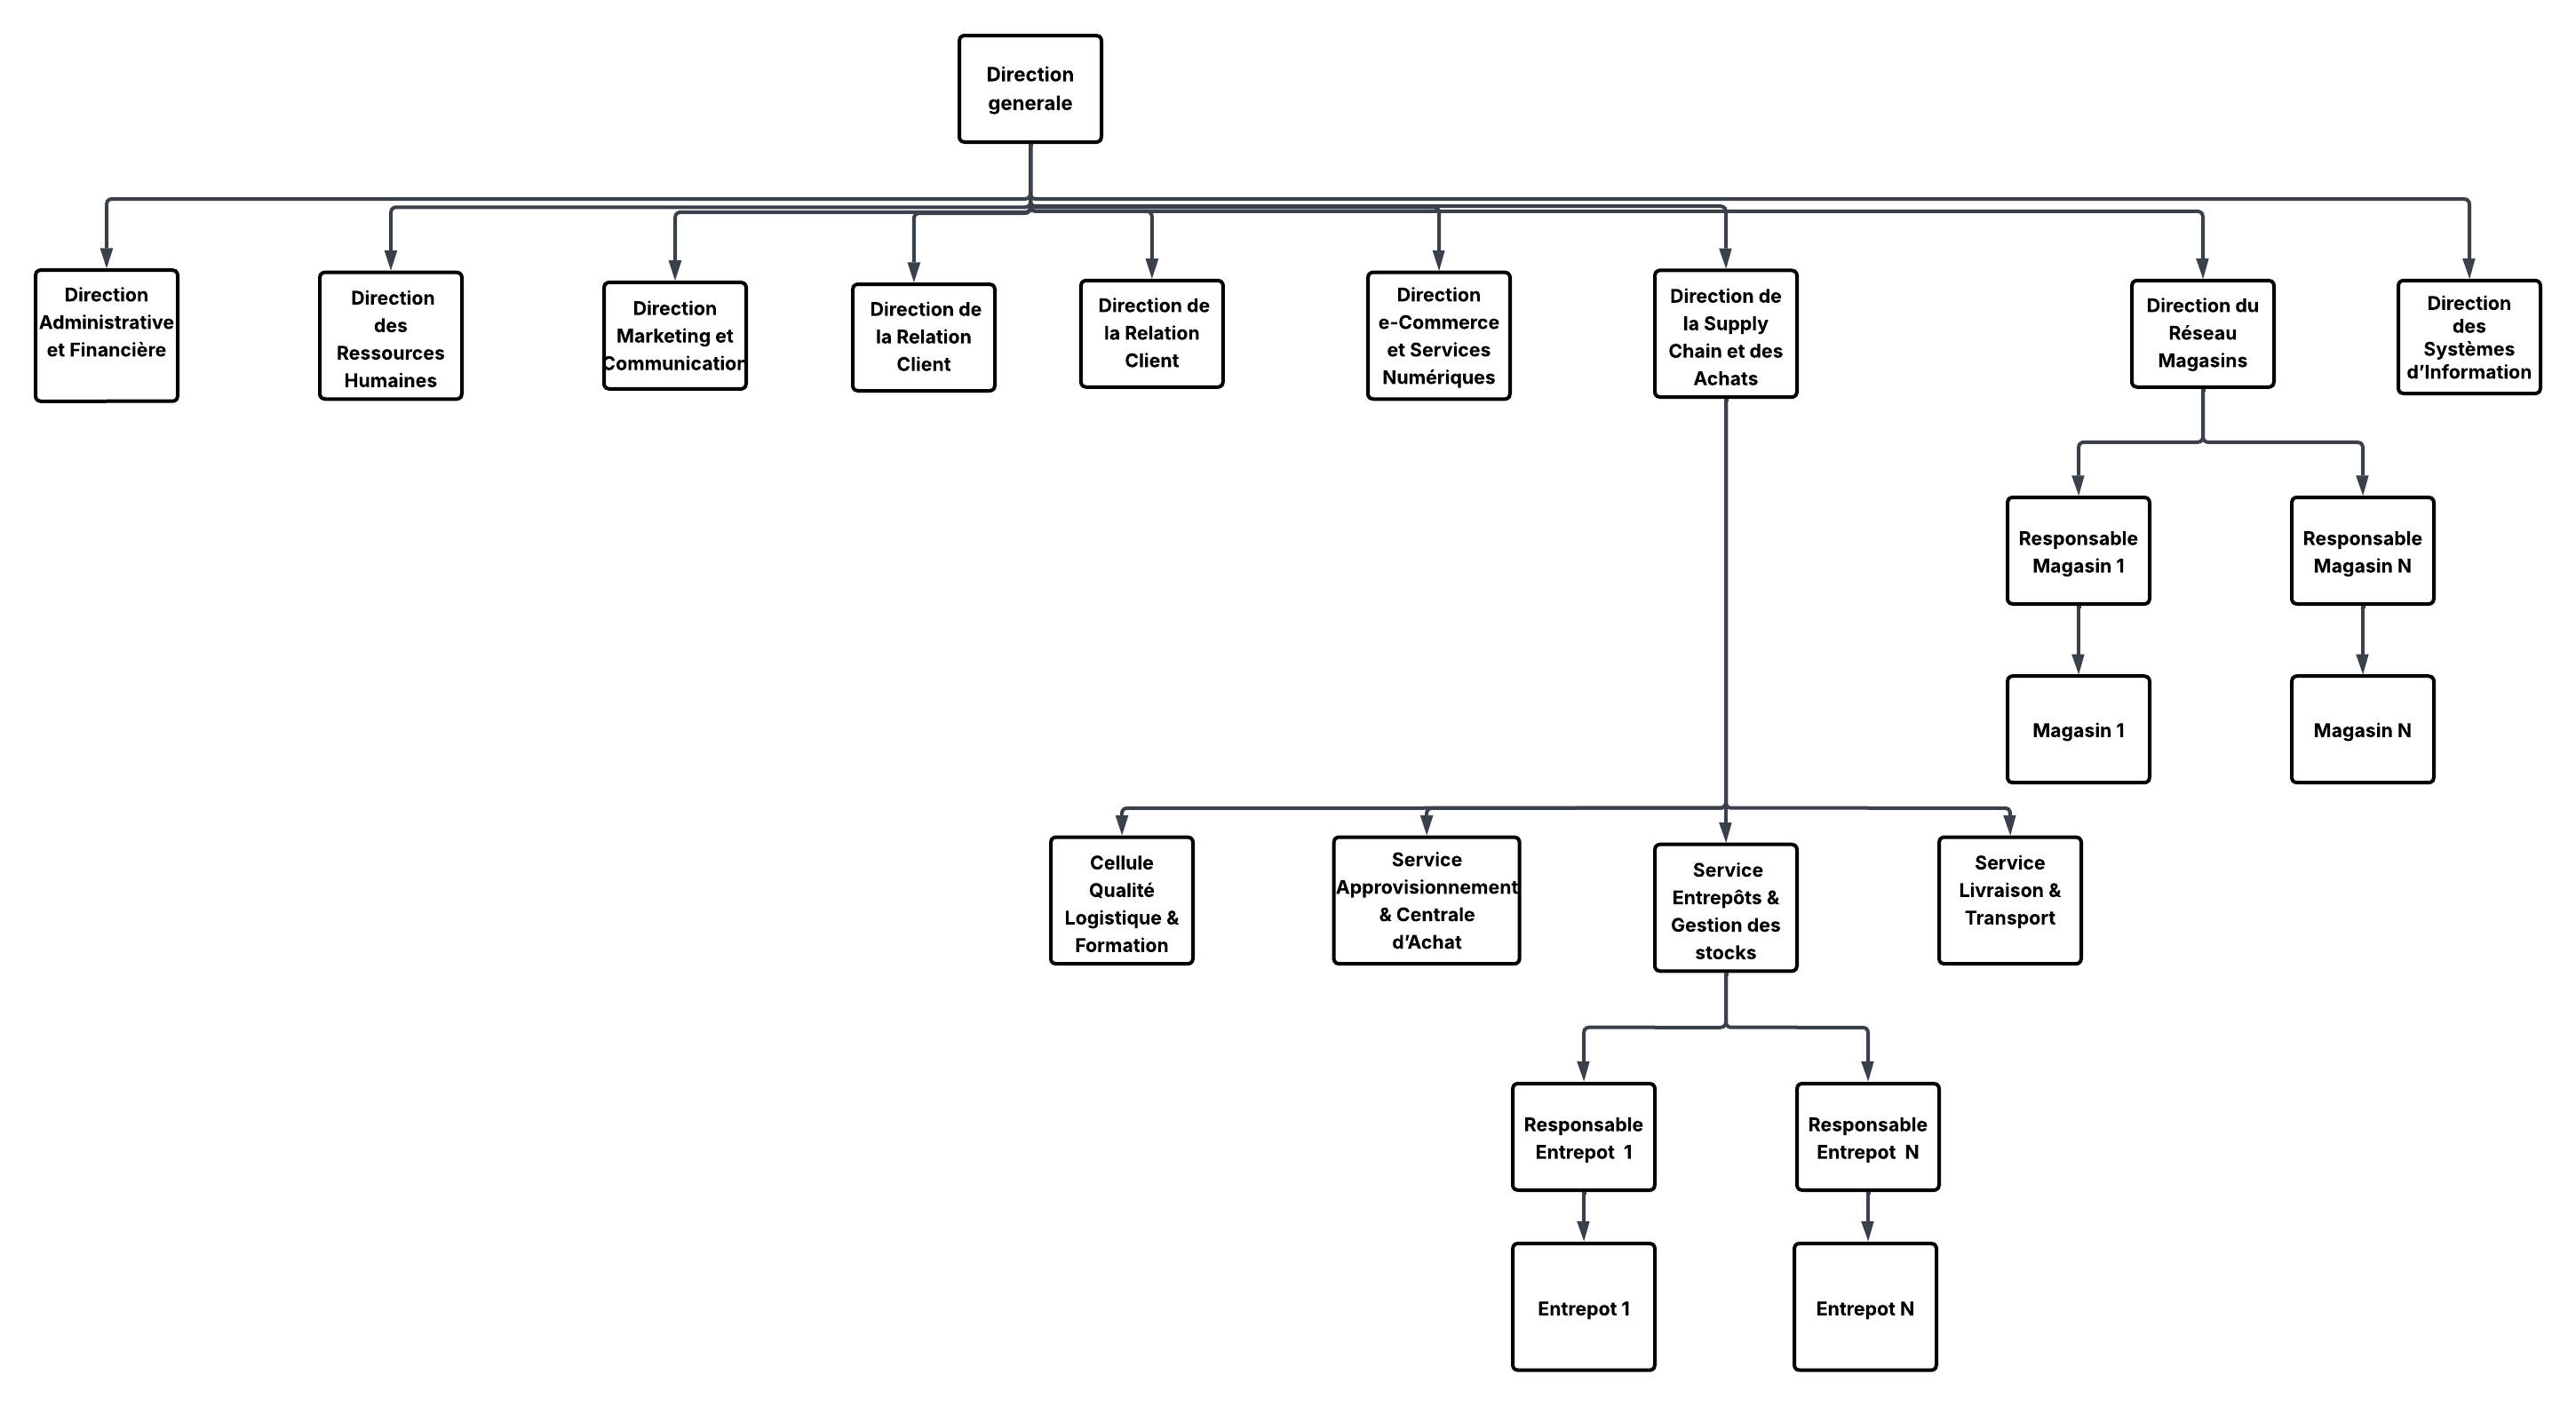 Direction
generale
Direction
Administrative
et Financière
Direction
des
Ressources
Humaines
Direction
Marketing et
Communication
Direction de
la Relation
Client
Direction de
la Relation
Client
Direction
e-Commerce
et Services
Numériques
Direction de
la Supply
Chain et des
Achats
Direction du
Réseau
Magasins
Direction
des
Systèmes
d’Information
Responsable
Magasin 1
Responsable
Magasin N
Magasin 1
Magasin N
Cellule
Qualité
Logistique &
Formation
Service
Approvisionnement
& Centrale
d’Achat
Service
Entrepôts &
Gestion des
stocks
Service
Livraison &
Transport
Responsable
Entrepot 1
Responsable
Entrepot N
Entrepot 1
Entrepot N